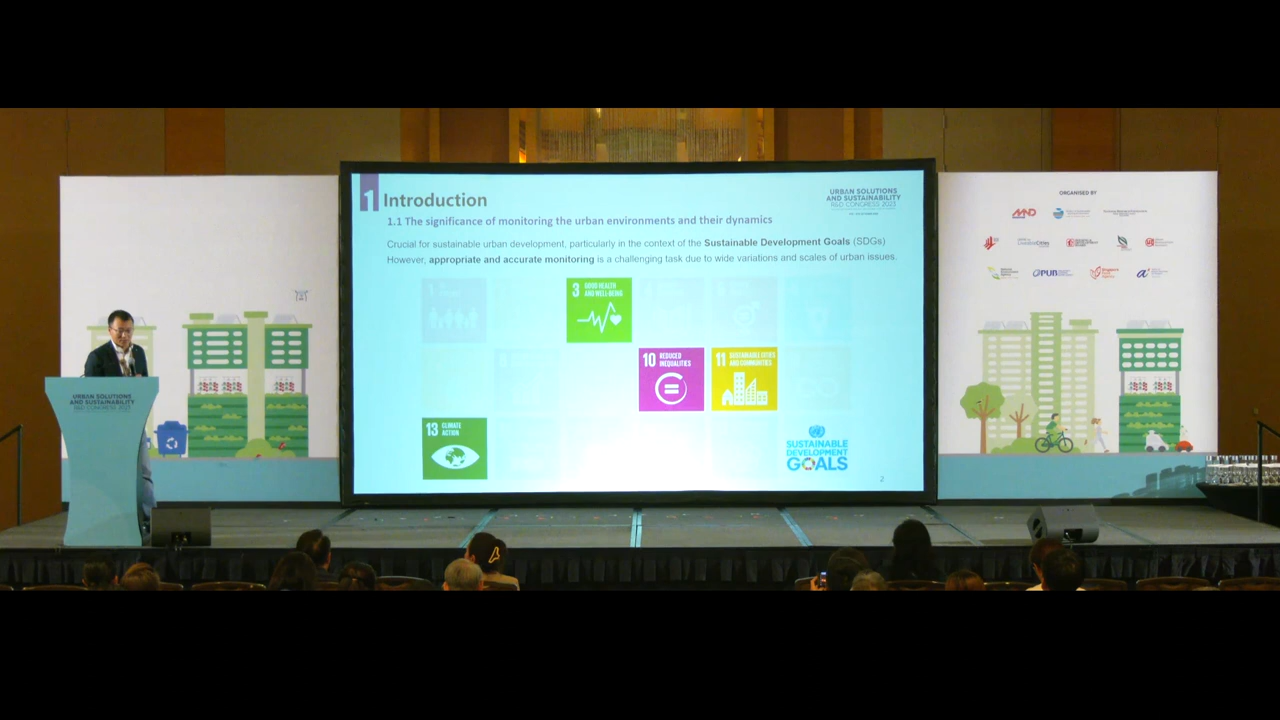 1 Introduction
URBAN SOLUTIONS
AND SUSTAINABILITY
R&D CONGRESS 2023
1.1 The significance of monitoring the urban environments and their dynamics
Crucial for sustainable urban development, particularly in the context of the Sustainable Development Goals (SDGs)
However, appropriate and accurate monitoring is a challenging task due to wide variations and scales of urban issues.
3 GOOD HEALTH
AND WELL-BEING
10 REDUCED
INEQUALITIES
11 SUSTAINABLE CITIES
AND COMMUNITIES
13 CLIMATE
ACTION
SUSTAINABLE
DEVELOPMENT
GOALS
2
URBAN SOLUTIONS
AND SUSTAINABILITY
R&D CONGRESS 2023
ORGANISED BY
MND
PUB